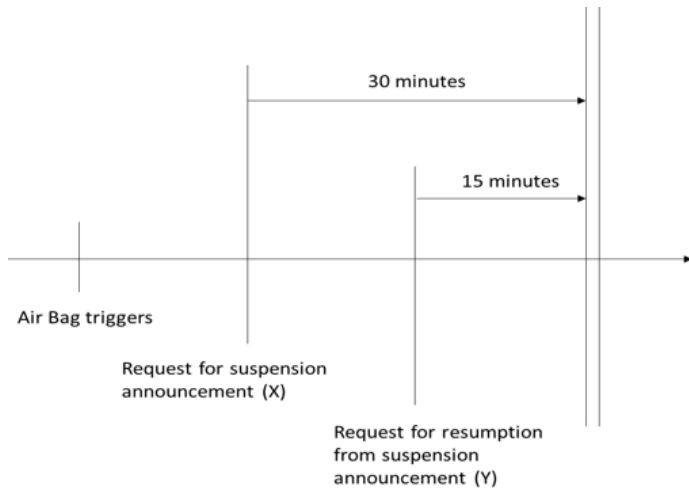 30 minutes
15 minutes
Air Bag triggers
Request for suspension
announcement (X)
Request for resumption
from suspension
announcement (Y)